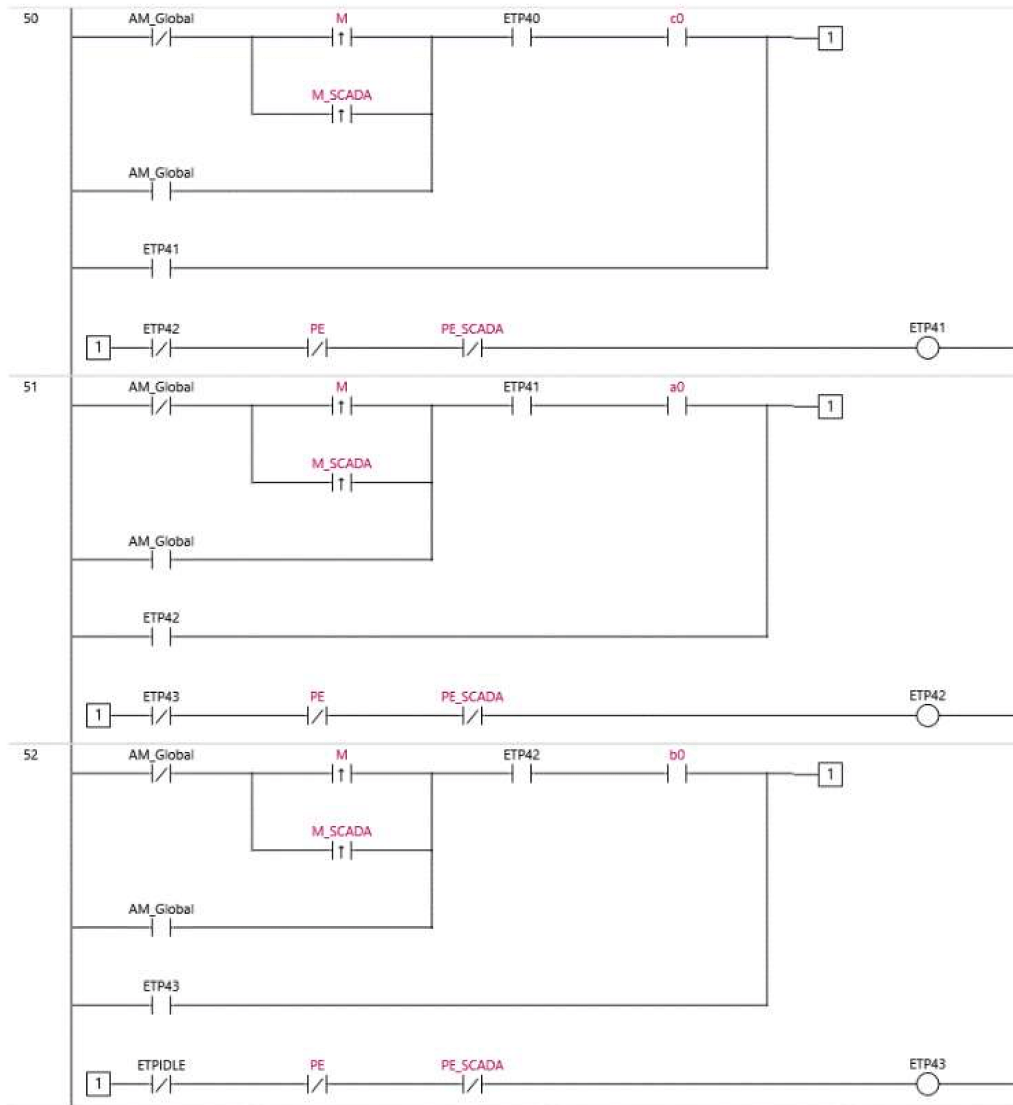 50 AM_Global M ETP40 c0
1
M_SCADA
AM_Global
ETP41
1 ETP42 PE PE_SCADA ETP41
51 AM_Global M ETP41 a0
1
M_SCADA
AM_Global
ETP42
1 ETP43 PE PE_SCADA ETP42
52 AM_Global M ETP42 b0
1
M_SCADA
AM_Global
ETP43
1 ETPIDLE PE PE_SCADA ETP43